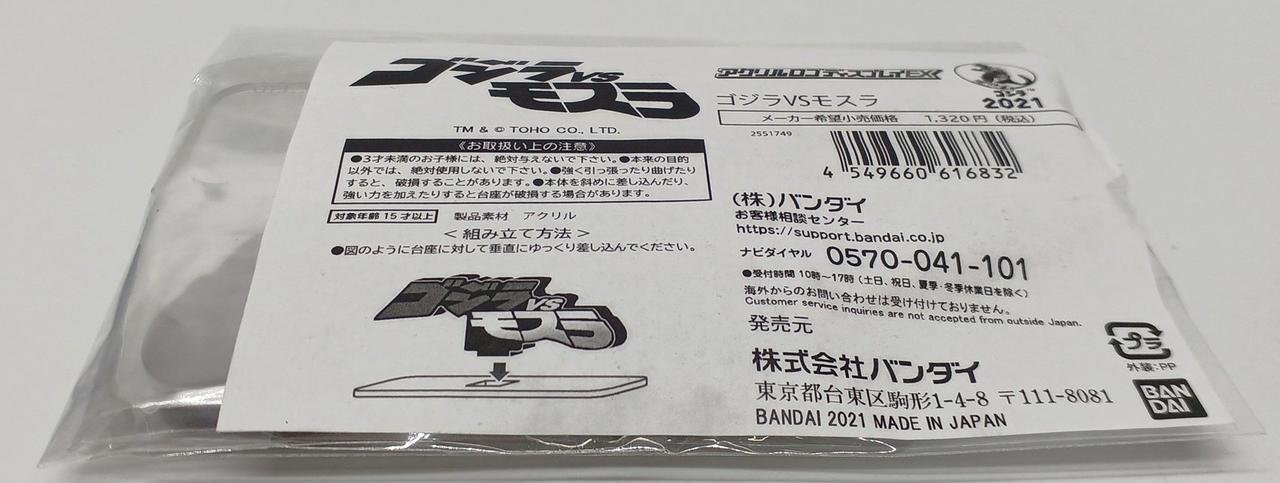 ゴジラVSモスラ
TM & © TOHO CO., LTD.
《お取扱い上の注意》
●3才未満のお子様には、絶対与えないで下さい。●本来の目的
以外では、絶対使用しないで下さい。●強く引っ張ったり曲げたり
すると、破損することがあります。●本体を斜めに差し込んだり、
強い力を加えたりすると台座が破損する場合があります。
対象年齢15才以上 製品素材 アクリル
＜組み立て方法＞
●図のように台座に対して垂直にゆっくり差し込んでください。
ゴジラVSモスラ
アクリルロゴディスプレイEX
ゴジラ
2021
ゴジラVSモスラ
メーカー希望小売価格 1,320円(税込)
2551749
4 549660 616832
(株)バンダイ
お客様相談センター
https://support.bandai.co.jp
ナビダイヤル 0570-041-101
●受付時間 10時～17時(土日、祝日、夏季・冬季休業日を除く)
海外からのお問い合わせは受け付けておりません。
Customer service inquiries are not accepted from outside Japan.
発売元
株式会社バンダイ
東京都台東区駒形1-4-8 〒111-8081
BANDAI 2021 MADE IN JAPAN
プラ
外装:PP
BAN
DAI